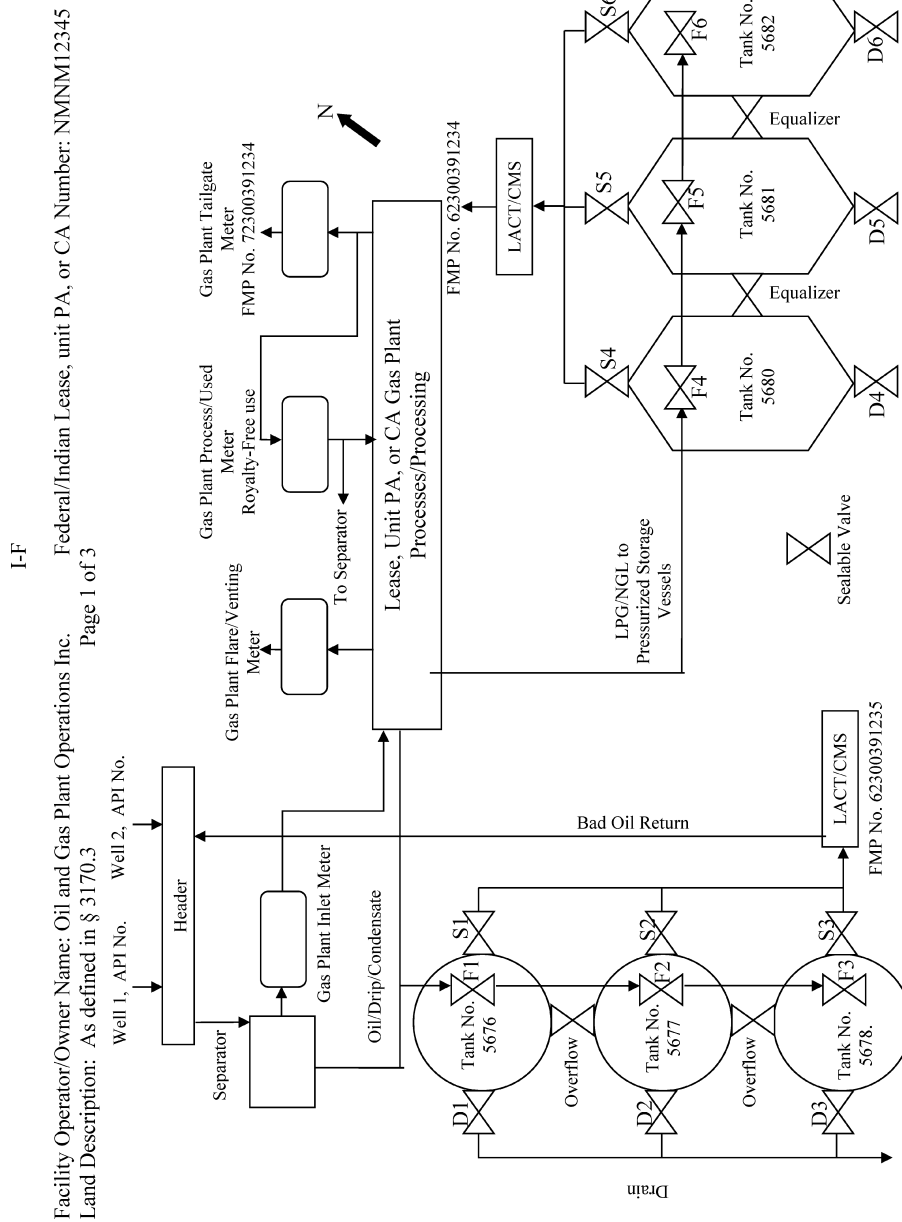 I-F
Facility Operator/Owner Name: Oil and Gas Plant Operations Inc.
Federal/Indian Lease, unit PA, or CA Number: NMNM12345
Land Description: As defined in § 3170.3
Page 1 of 3
Well 1, API No.
Well 2, API No.
Header
Separator
Gas Plant Inlet Meter
Oil/Drip/Condensate
Gas Plant Flare/Venting
Meter
To Separator
Gas Plant Process/Used
Meter
Royalty-Free use
Gas Plant Tailgate
Meter
FMP No. 72300391234
N
Lease, Unit PA, or CA Gas Plant
Processes/Processing
FMP No. 62300391234
LACT/CMS
LPG/NGL to
Pressurized Storage
Vessels
S4
S5
S6
F4
F5
F6
Tank No.
5680
Tank No.
5681
Tank No.
5682
Equalizer
Equalizer
D4
D5
D6
Sealable Valve
Bad Oil Return
LACT/CMS
FMP No. 62300391235
S1
S2
S3
F1
F2
F3
Tank No.
5676
Tank No.
5677
Tank No.
5678.
Overflow
Overflow
D1
D2
D3
Drain